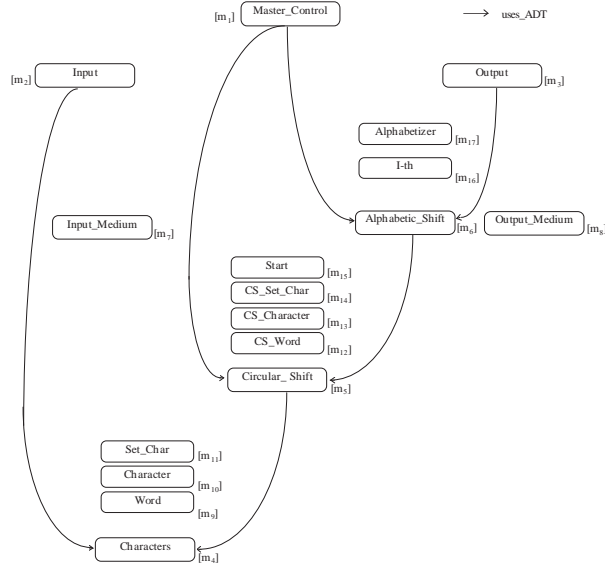 Master_Control
[m1]
uses_ADT
Input
[m2]
Output
[m3]
Alphabetizer
[m17]
I-th
[m16]
Input_Medium
[m7]
Alphabetic_Shift
[m6]
Output_Medium
[m8]
Start
[m15]
CS_Set_Char
[m14]
CS_Character
[m13]
CS_Word
[m12]
Circular_ Shift
[m5]
Set_Char
[m11]
Character
[m10]
Word
[m9]
Characters
[m4]